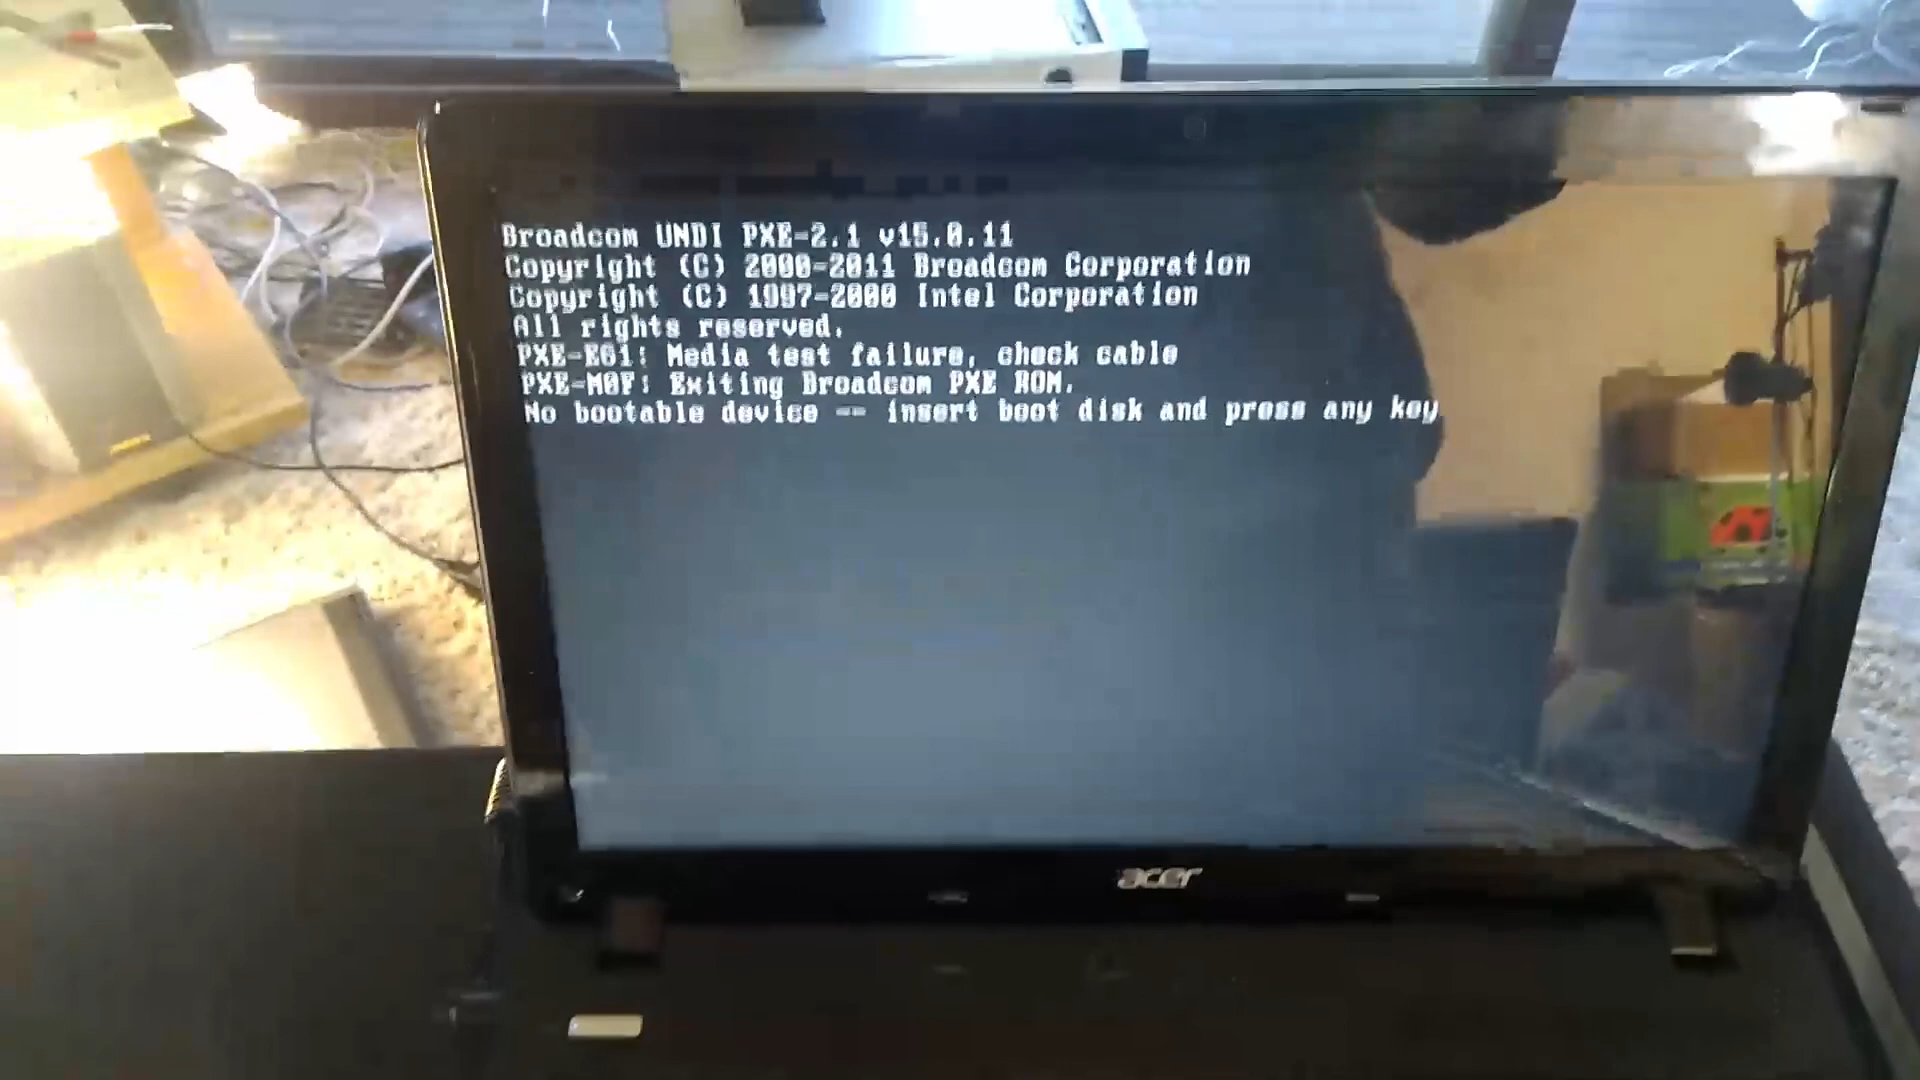 Broadcom UNDI PXE-2.1 v15.0.11
Copyright (C) 2000-2011 Broadcom Corporation
Copyright (C) 1997-2000 Intel Corporation
All rights reserved.
PXE-E61: Media test failure, check cable
PXE-M0F: Exiting Broadcom PXE ROM.
No bootable device -- insert boot disk and press any key
acer